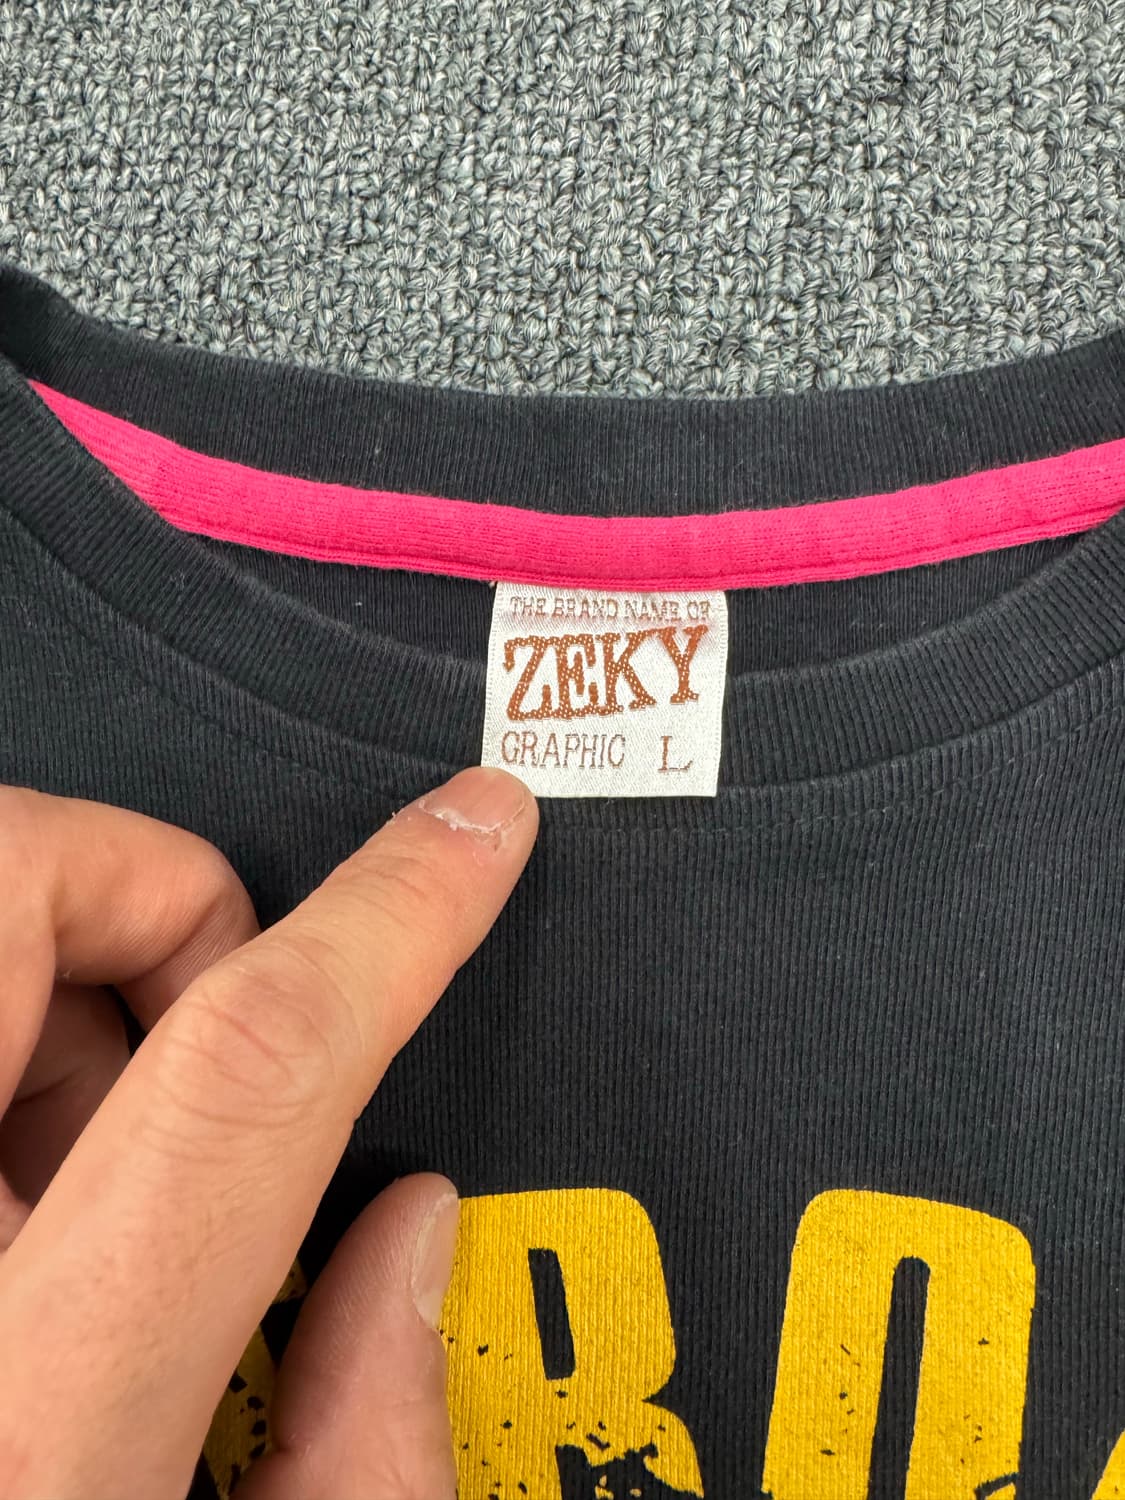 THE BRAND NAME OF
ZEKY
GRAPHIC L